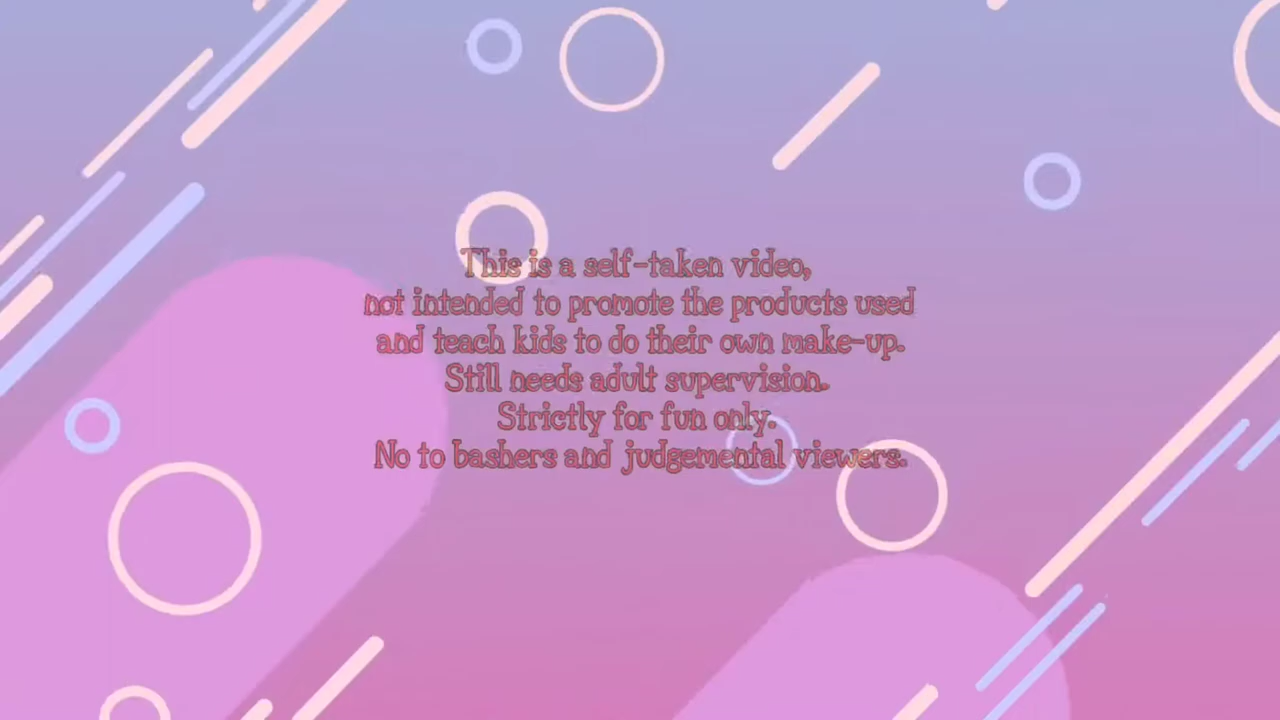 This is a self-taken video,
not intended to promote the products used
and teach kids to do their own make-up.
Still needs adult supervision.
Strictly for fun only.
No to bashers and judgemental viewers.